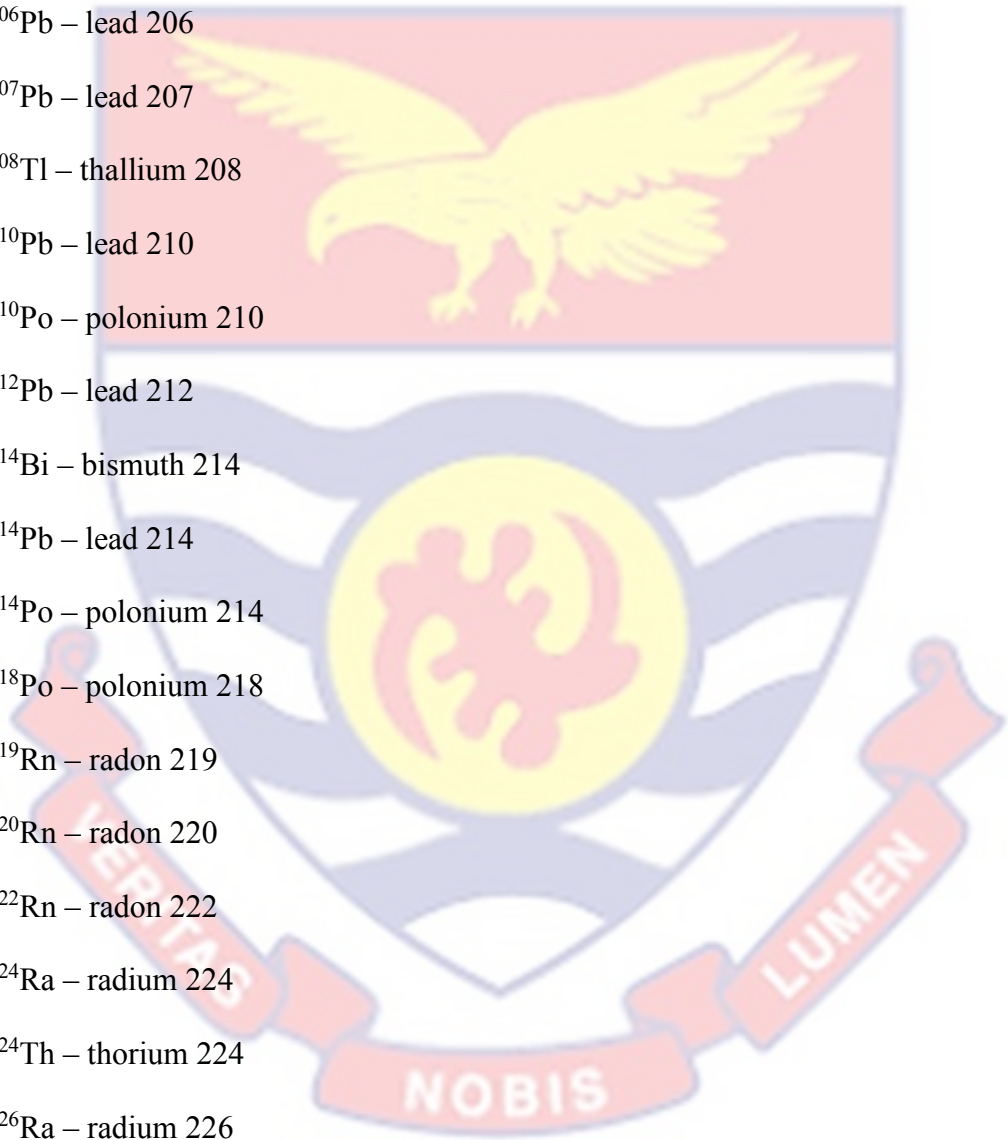 ⁰⁶Pb – lead 206
⁰⁷Pb – lead 207
⁰⁸Tl – thallium 208
¹⁰Pb – lead 210
¹⁰Po – polonium 210
¹²Pb – lead 212
¹⁴Bi – bismuth 214
¹⁴Pb – lead 214
¹⁴Po – polonium 214
¹⁸Po – polonium 218
¹⁹Rn – radon 219
²⁰Rn – radon 220
²²Rn – radon 222
²⁴Ra – radium 224
²⁴Th – thorium 224
²⁶Ra – radium 226
VERITAS
NOBIS
LUMEN